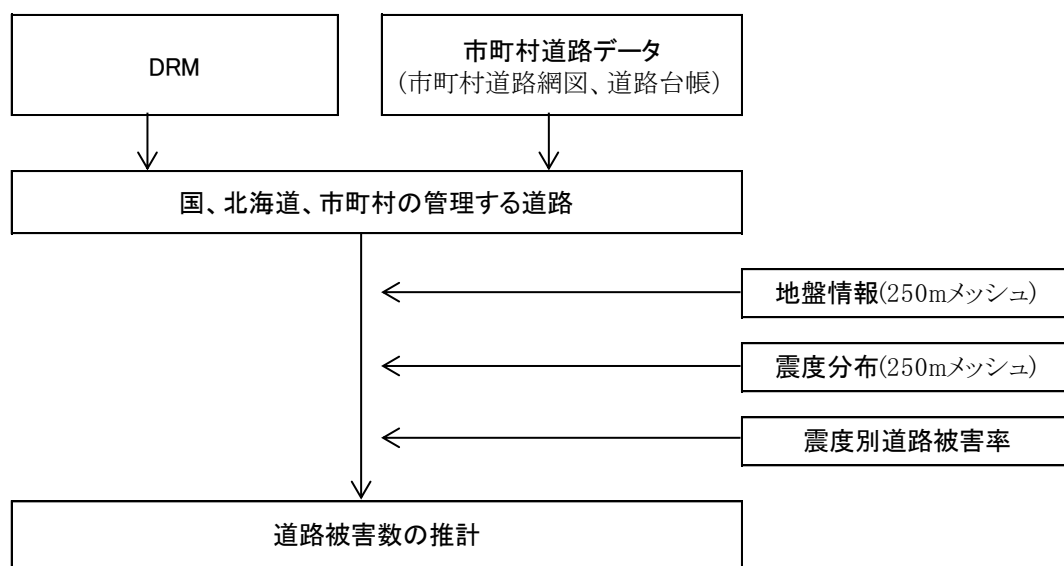 DRM
市町村道路データ
(市町村道路網図、道路台帳)
国、北海道、市町村の管理する道路
地盤情報(250mメッシュ)
震度分布(250mメッシュ)
震度別道路被害率
道路被害数の推計